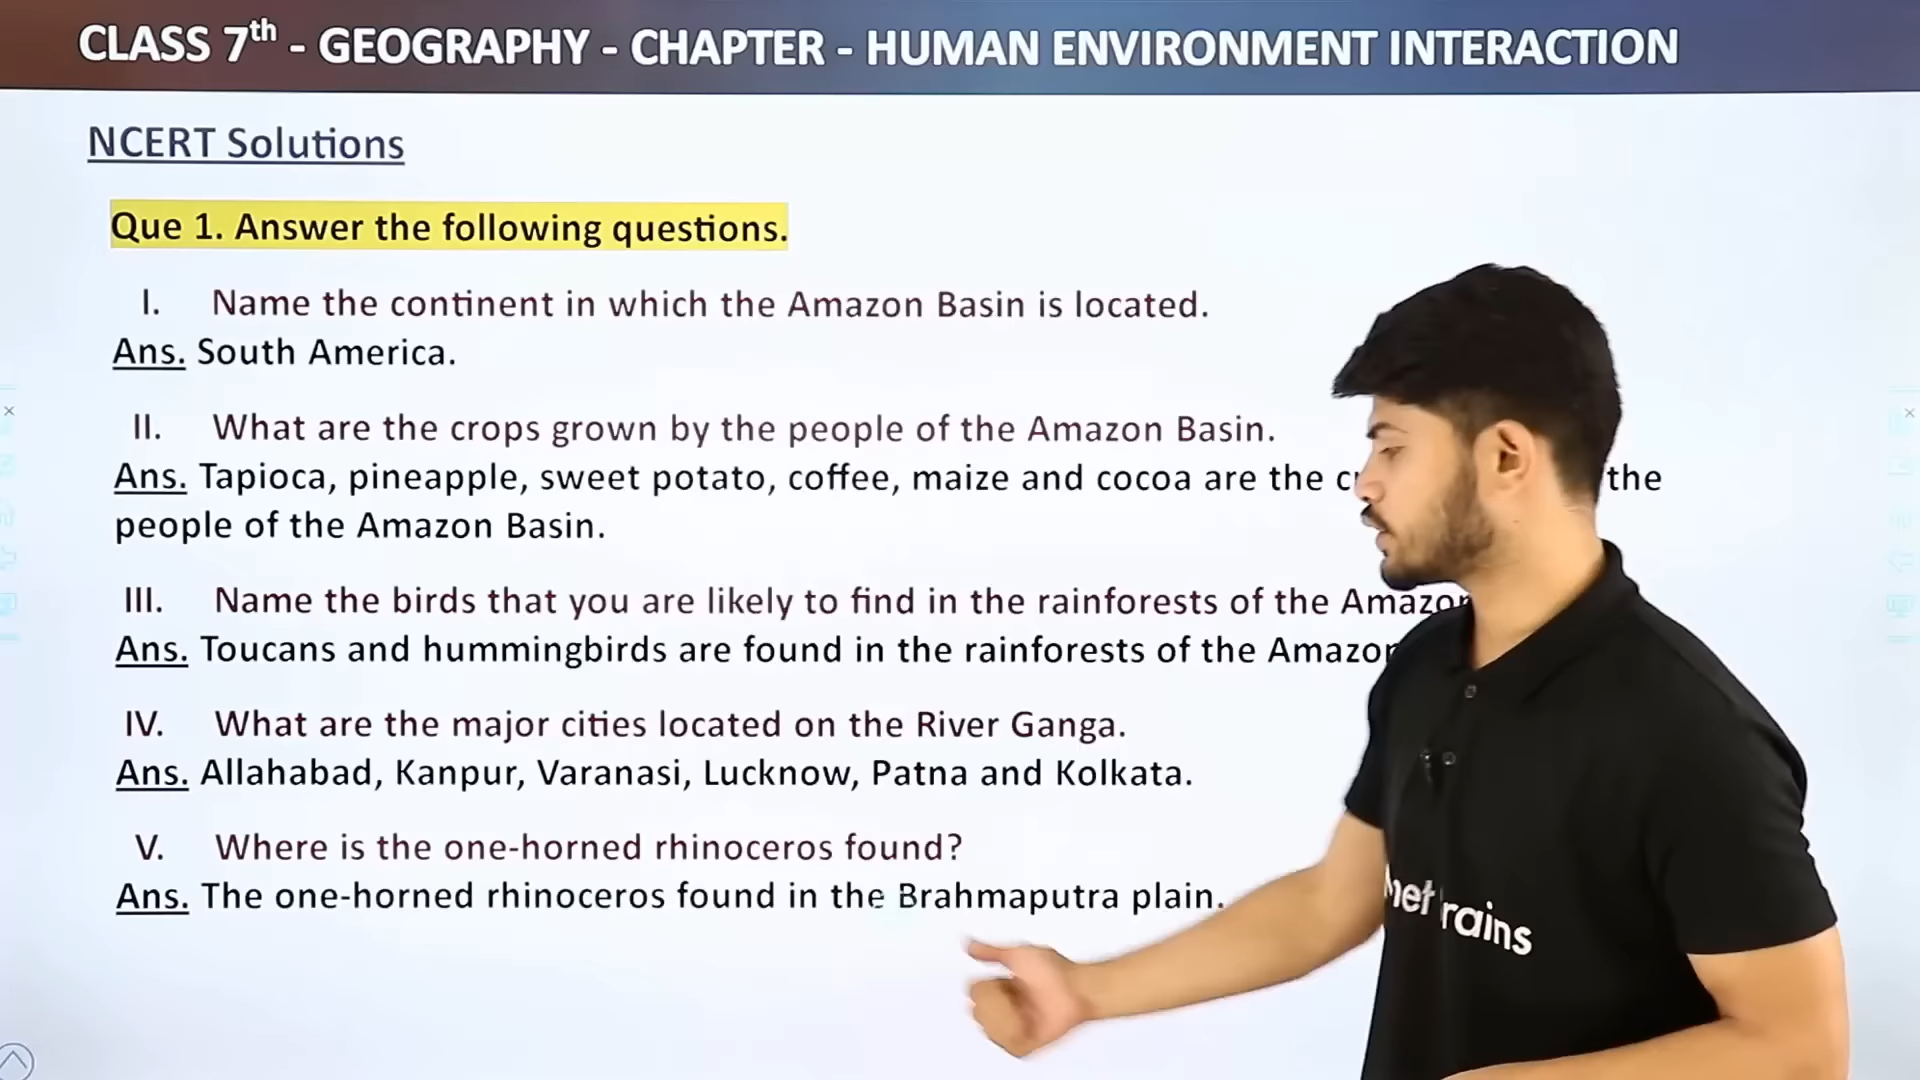 CLASS 7th - GEOGRAPHY - CHAPTER - HUMAN ENVIRONMENT INTERACTION
NCERT Solutions
Que 1. Answer the following questions.
I. Name the continent in which the Amazon Basin is located.
Ans. South America.
II. What are the crops grown by the people of the Amazon Basin.
Ans. Tapioca, pineapple, sweet potato, coffee, maize and cocoa are the the
people of the Amazon Basin.
III. Name the birds that you are likely to find in the rainforests of the Amazon
Ans. Toucans and hummingbirds are found in the rainforests of the Amazon
IV. What are the major cities located on the River Ganga.
Ans. Allahabad, Kanpur, Varanasi, Lucknow, Patna and Kolkata.
V. Where is the one-horned rhinoceros found?
Ans. The one-horned rhinoceros found in the Brahmaputra plain.